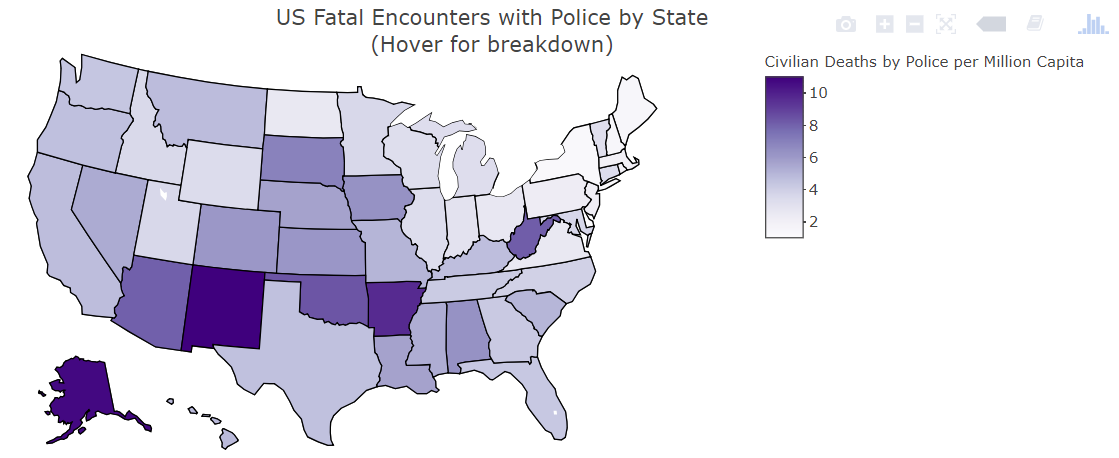 US Fatal Encounters with Police by State
(Hover for breakdown)
Civilian Deaths by Police per Million Capita
10
8
6
4
2